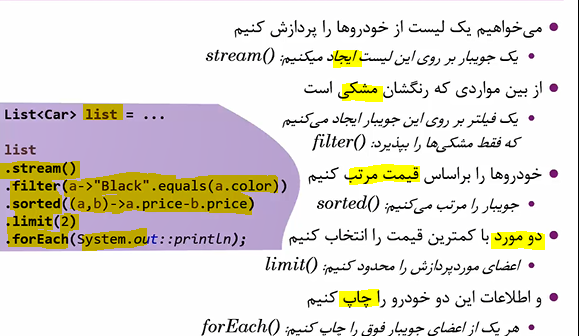 می‌خواهیم یک لیست از خودروها را پردازش کنیم
یک جویبار بر روی این لیست ایجاد میکنیم: stream()
از بین مواردی که رنگشان مشکی است
یک فیلتر بر روی این جویبار ایجاد می‌کنیم
که فقط مشکی‌ها را بپذیرد: filter()
خودروها را براساس قیمت مرتب کنیم
جویبار را مرتب می‌کنیم: sorted()
دو مورد با کمترین قیمت را انتخاب کنیم
اعضای موردپردازش را محدود کنیم: limit()
و اطلاعات این دو خودرو را چاپ کنیم
هر یک از اعضای جویبار فوق را چاپ کنیم: forEach()
List<Car> list = ...
list
.stream()
.filter(a->"Black".equals(a.color))
.sorted((a,b)->a.price-b.price)
.limit(2)
.forEach(System.out::println);